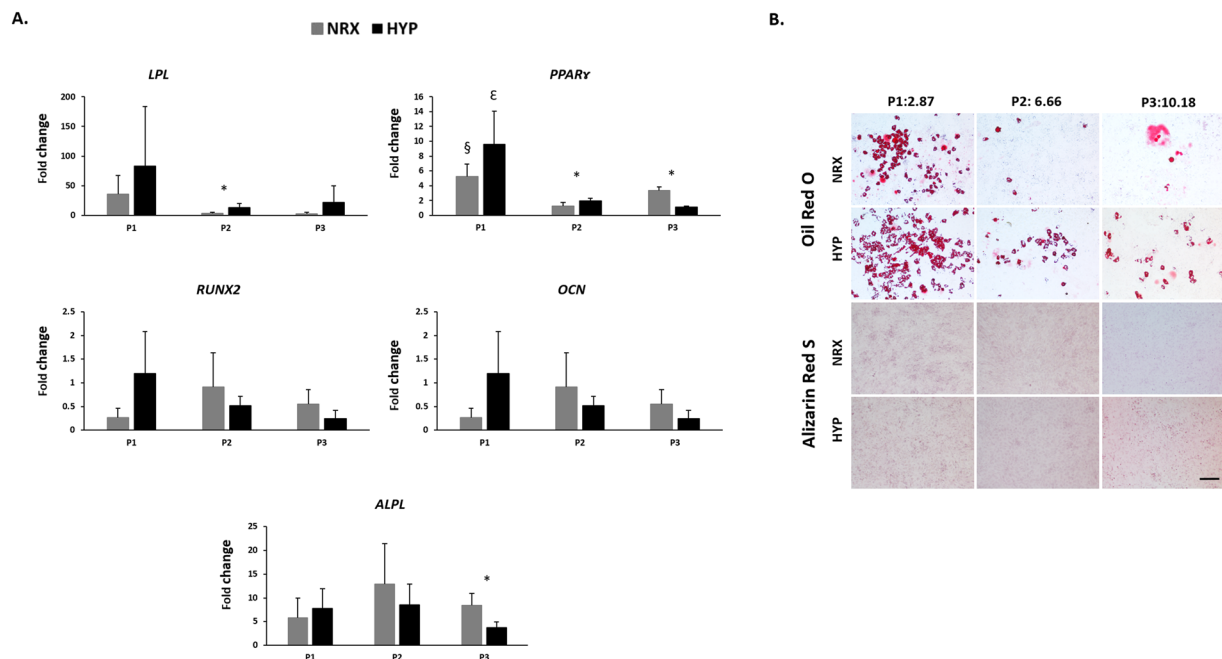 A.
NRX HYP
LPL
Fold change
200
150
100
50
0
*
P1 P2 P3
PPARɤ
Fold change
16
14
12
10
8
6
4
2
0
§
Ɛ
*
*
P1 P2 P3
RUNX2
Fold change
2.5
2
1.5
1
0.5
0
P1 P2 P3
OCN
Fold change
2.5
2
1.5
1
0.5
0
P1 P2 P3
ALPL
Fold change
25
20
15
10
5
0
*
P1 P2 P3
B.
P1:2.87 P2: 6.66 P3:10.18
Oil Red O
NRX
HYP
Alizarin Red S
NRX
HYP